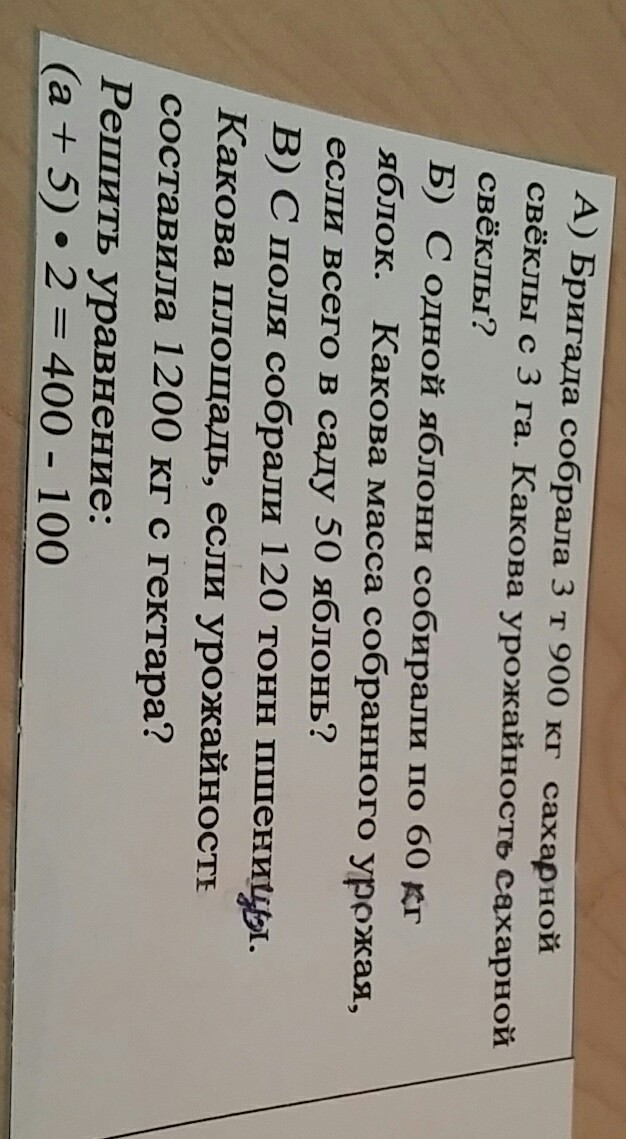 А) Бригада собрала 3 т 900 кг сахарной
свёклы с 3 га. Какова урожайность сахарной
свёклы?
Б) С одной яблони собирали по 60 кг
яблок. Какова масса собранного урожая,
если всего в саду 50 яблонь?
В) С поля собрали 120 тонн пшеницы.
Какова площадь, если урожайность
составила 1200 кг с гектара?
Решить уравнение:
(а + 5) • 2 = 400 - 100